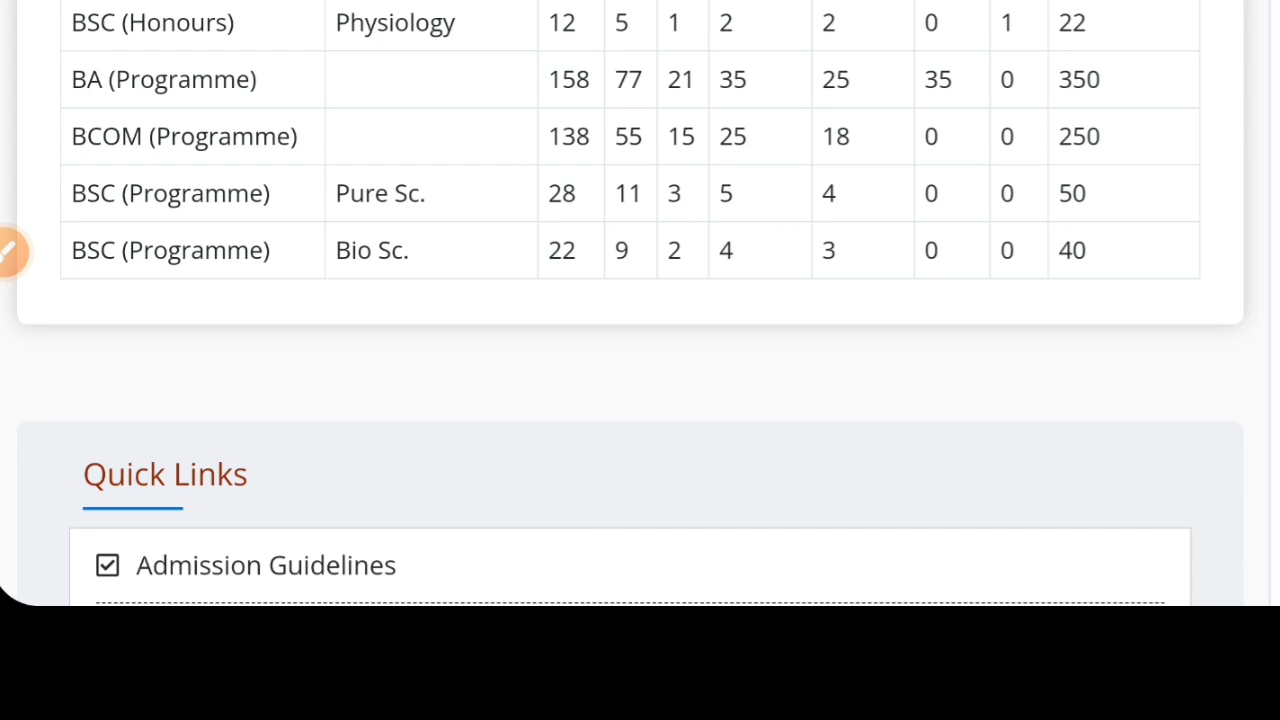 BSC (Honours) Physiology 12 5 1 2 2 0 1 22
BA (Programme) 158 77 21 35 25 35 0 350
BCOM (Programme) 138 55 15 25 18 0 0 250
BSC (Programme) Pure Sc. 28 11 3 5 4 0 0 50
BSC (Programme) Bio Sc. 22 9 2 4 3 0 0 40
Quick Links
Admission Guidelines